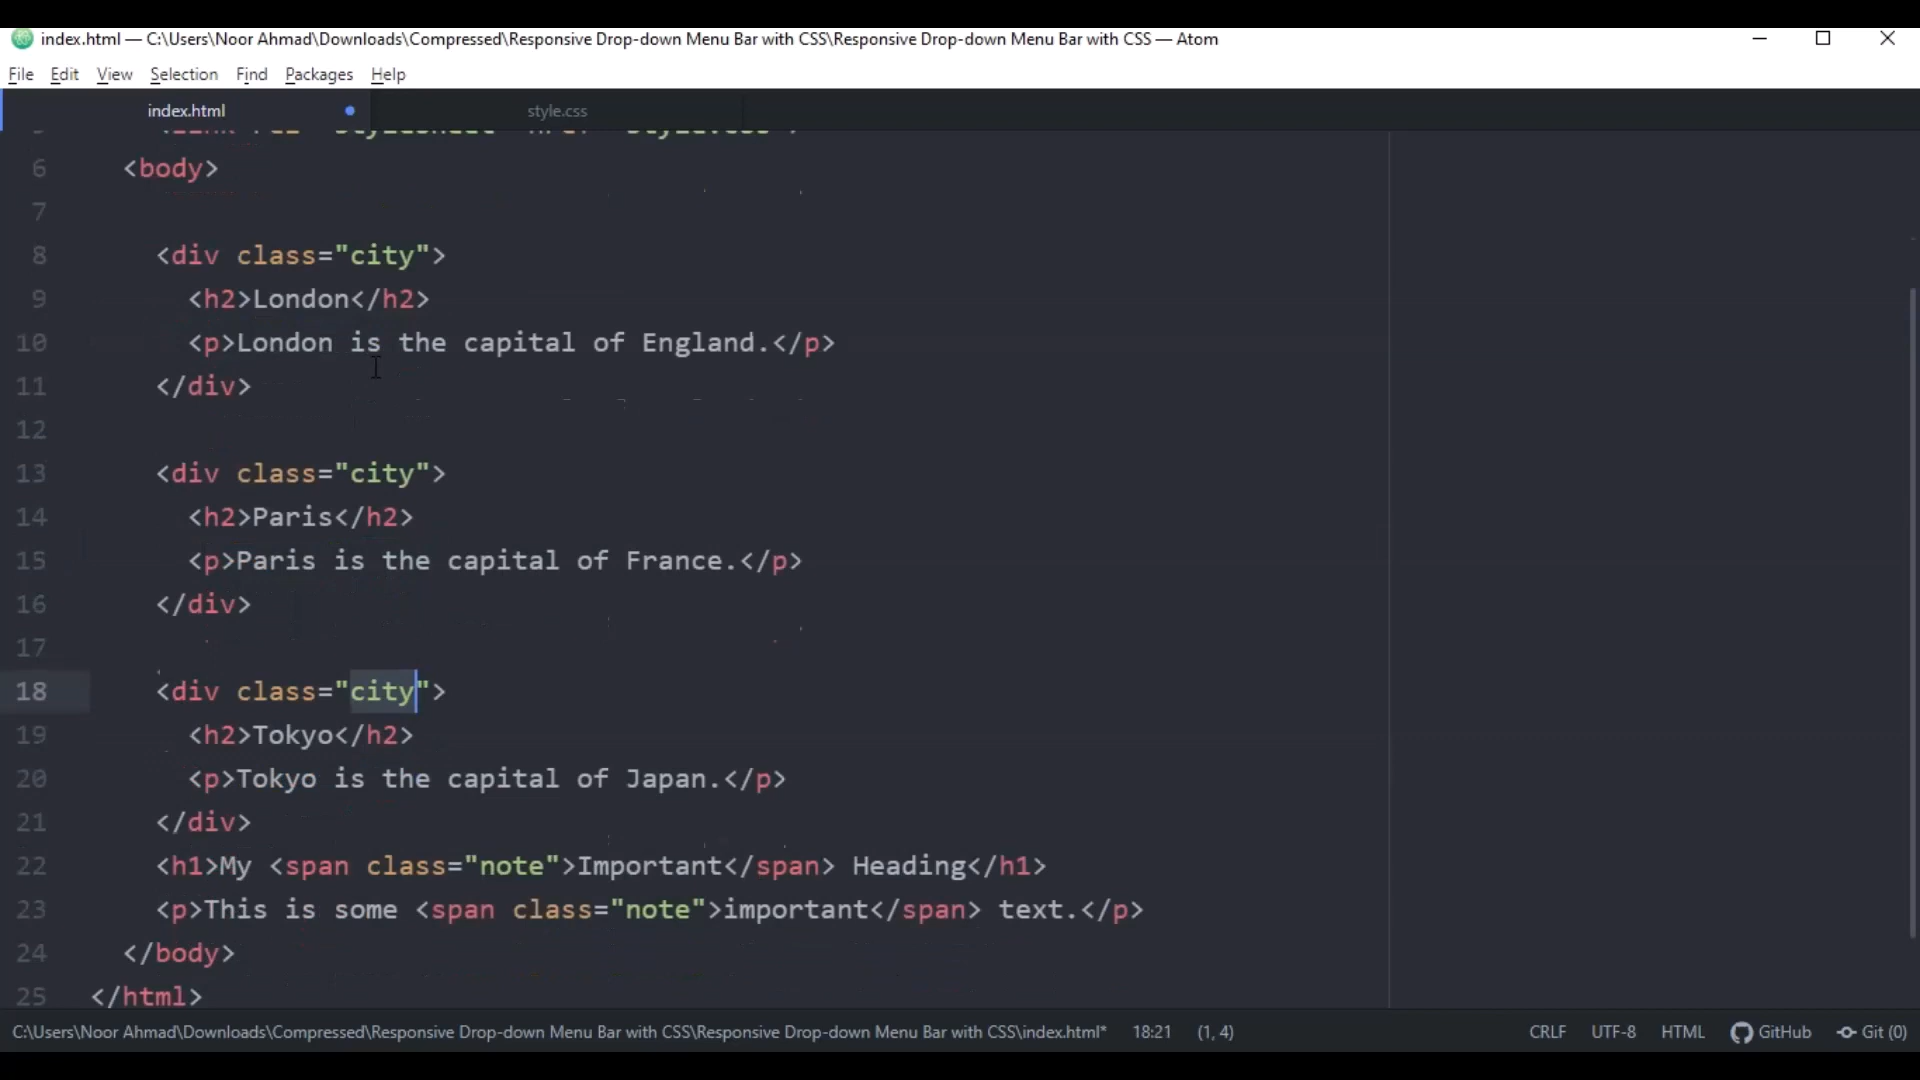 index.html — C:\Users\Noor Ahmad\Downloads\Compressed\Responsive Drop-down Menu Bar with CSS\Responsive Drop-down Menu Bar with CSS — Atom
File Edit View Selection Find Packages Help
index.html style.css
6 <body>
7
8 <div class="city">
9 <h2>London</h2>
10 <p>London is the capital of England.</p>
11 </div>
12
13 <div class="city">
14 <h2>Paris</h2>
15 <p>Paris is the capital of France.</p>
16 </div>
17
18 <div class="city">
19 <h2>Tokyo</h2>
20 <p>Tokyo is the capital of Japan.</p>
21 </div>
22 <h1>My <span class="note">Important</span> Heading</h1>
23 <p>This is some <span class="note">important</span> text.</p>
24 </body>
25 </html>
C:\Users\Noor Ahmad\Downloads\Compressed\Responsive Drop-down Menu Bar with CSS\Responsive Drop-down Menu Bar with CSS\index.html* 18:21 (1, 4) CRLF UTF-8 HTML GitHub Git (0)